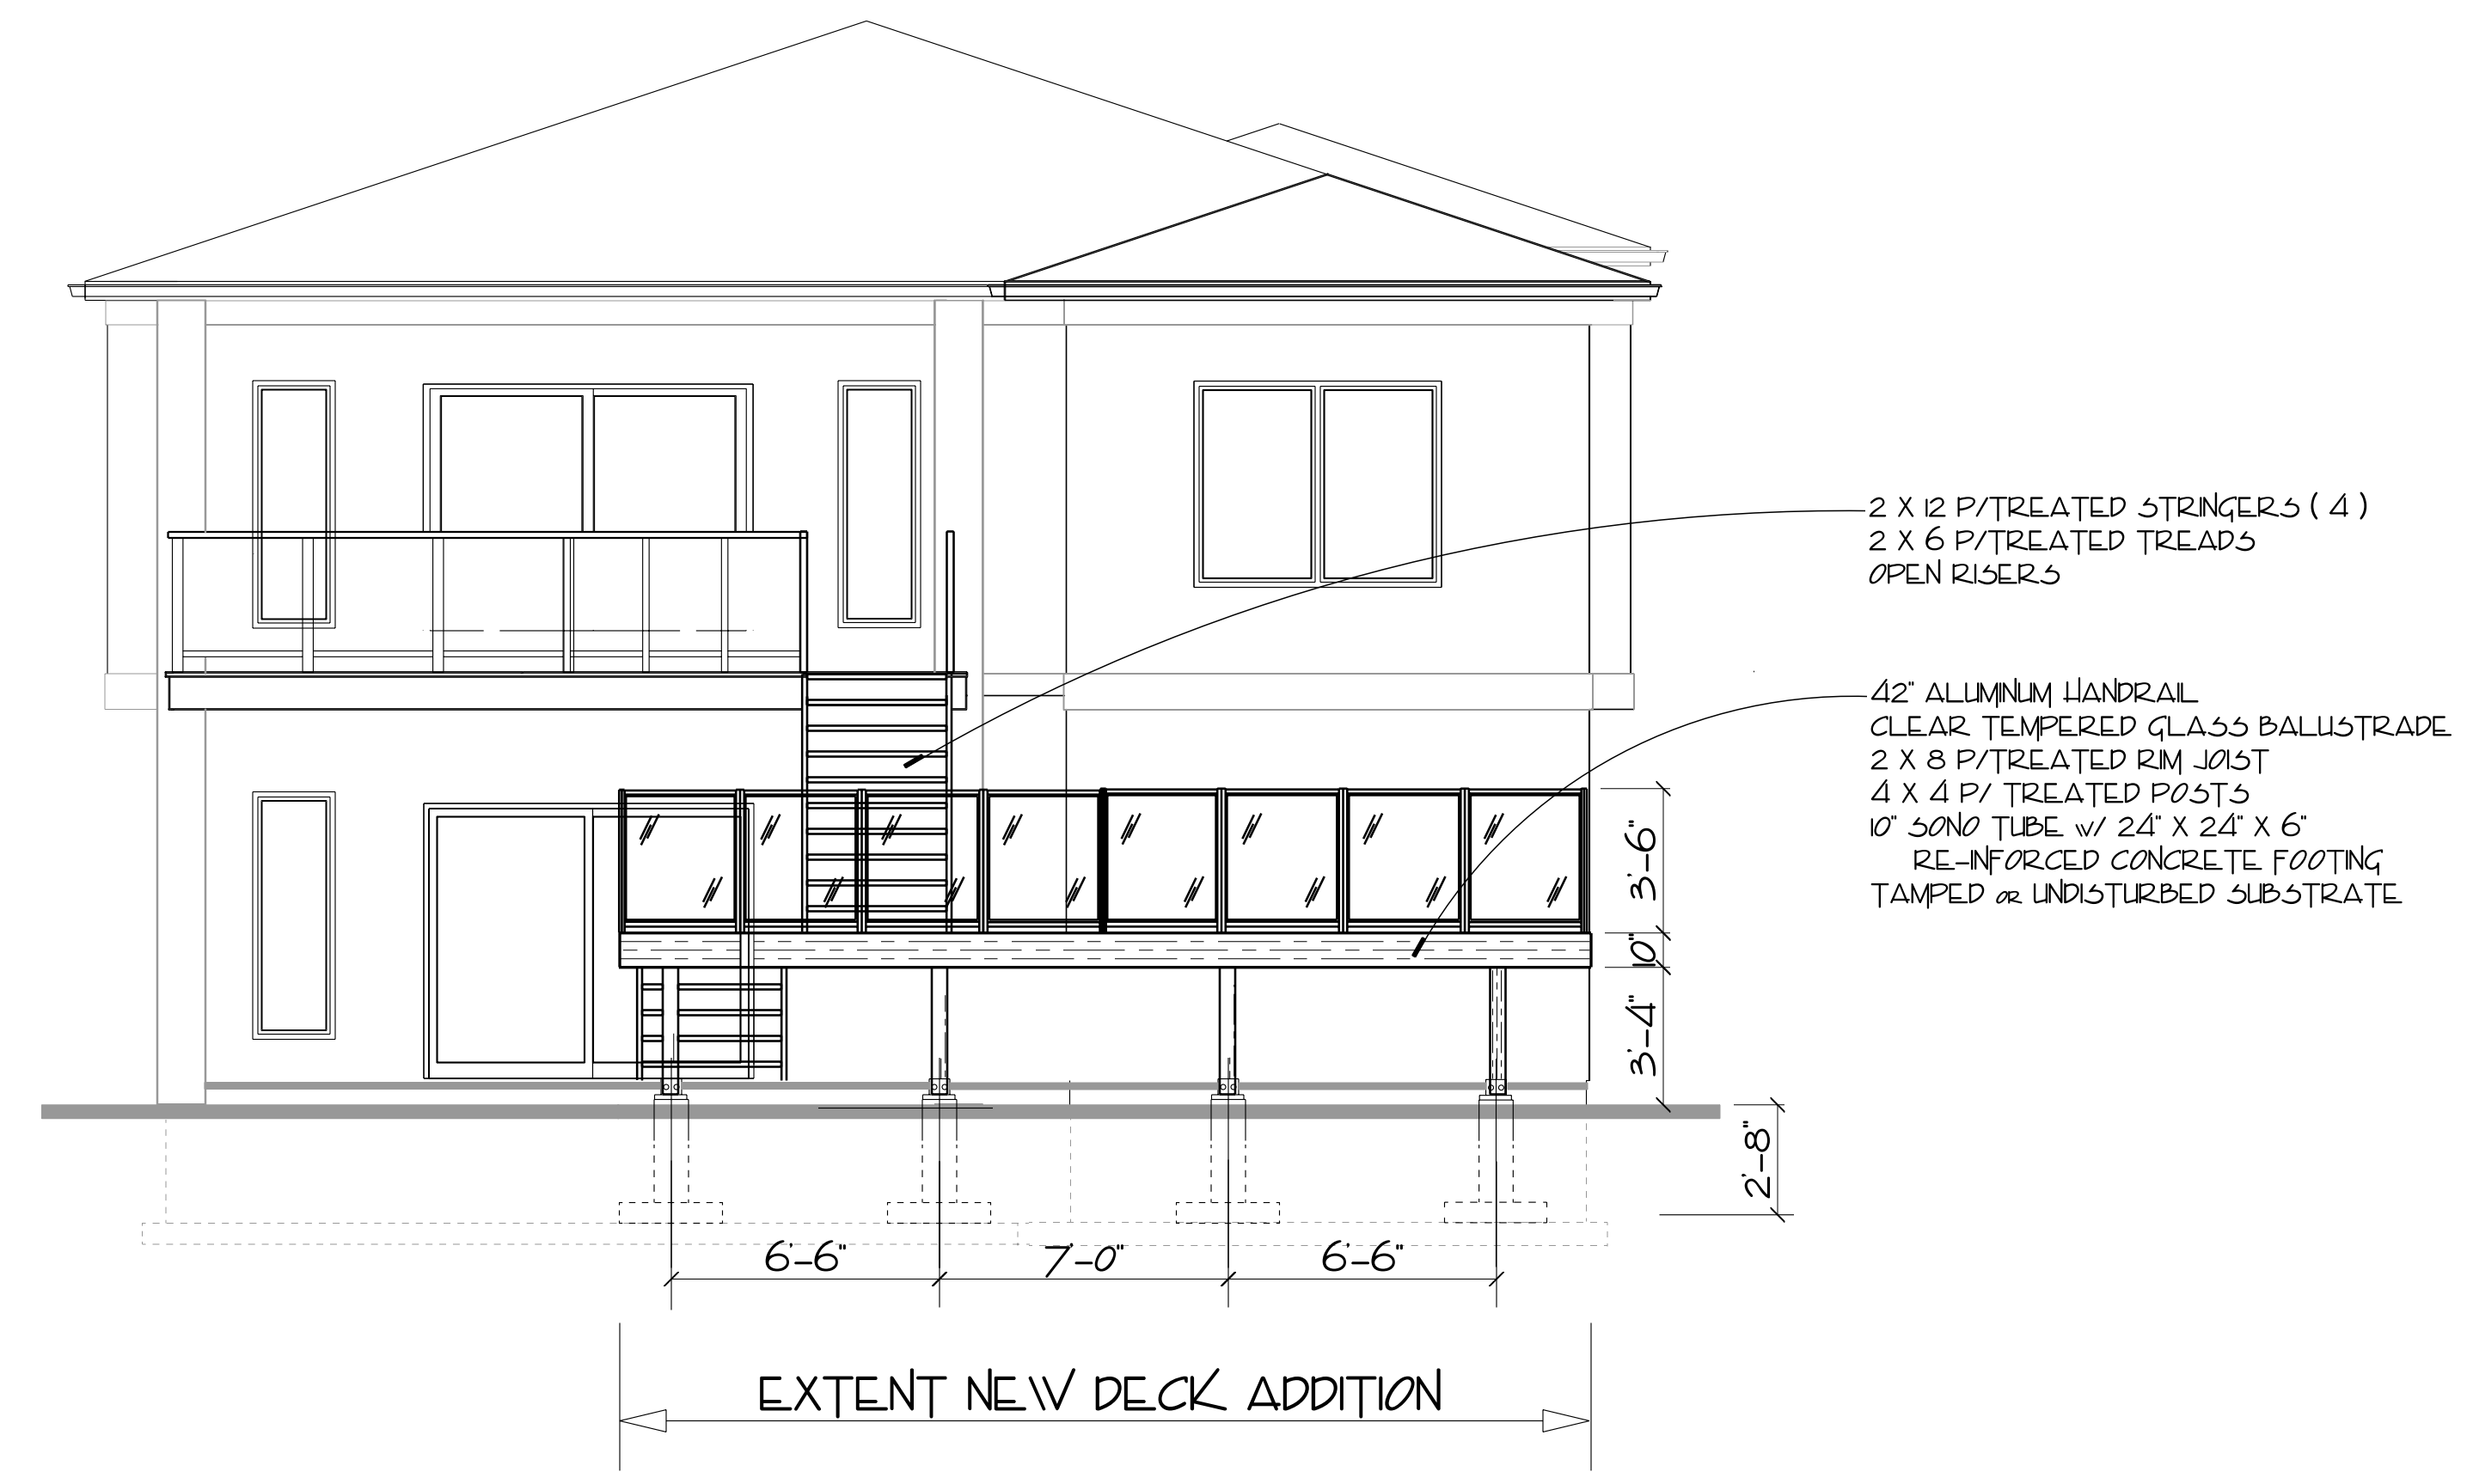 2 X 12 P/TREATED STRINGERS ( 4 )
2 X 6 P/TREATED TREADS
OPEN RISERS
42" ALUMINUM HANDRAIL
CLEAR TEMPERED GLASS BALLUSTRADE
2 X 8 P/TREATED RIM JOIST
4 X 4 P/ TREATED POSTS
10" SONO TUBE w/ 24" X 24" X 6"
RE-INFORCED CONCRETE FOOTING
TAMPED OR UNDISTURBED SUBSTRATE
3'-6"
10"
3'-4"
2'-8"
6'-6"
7'-0"
6'-6"
EXTENT NEW DECK ADDITION